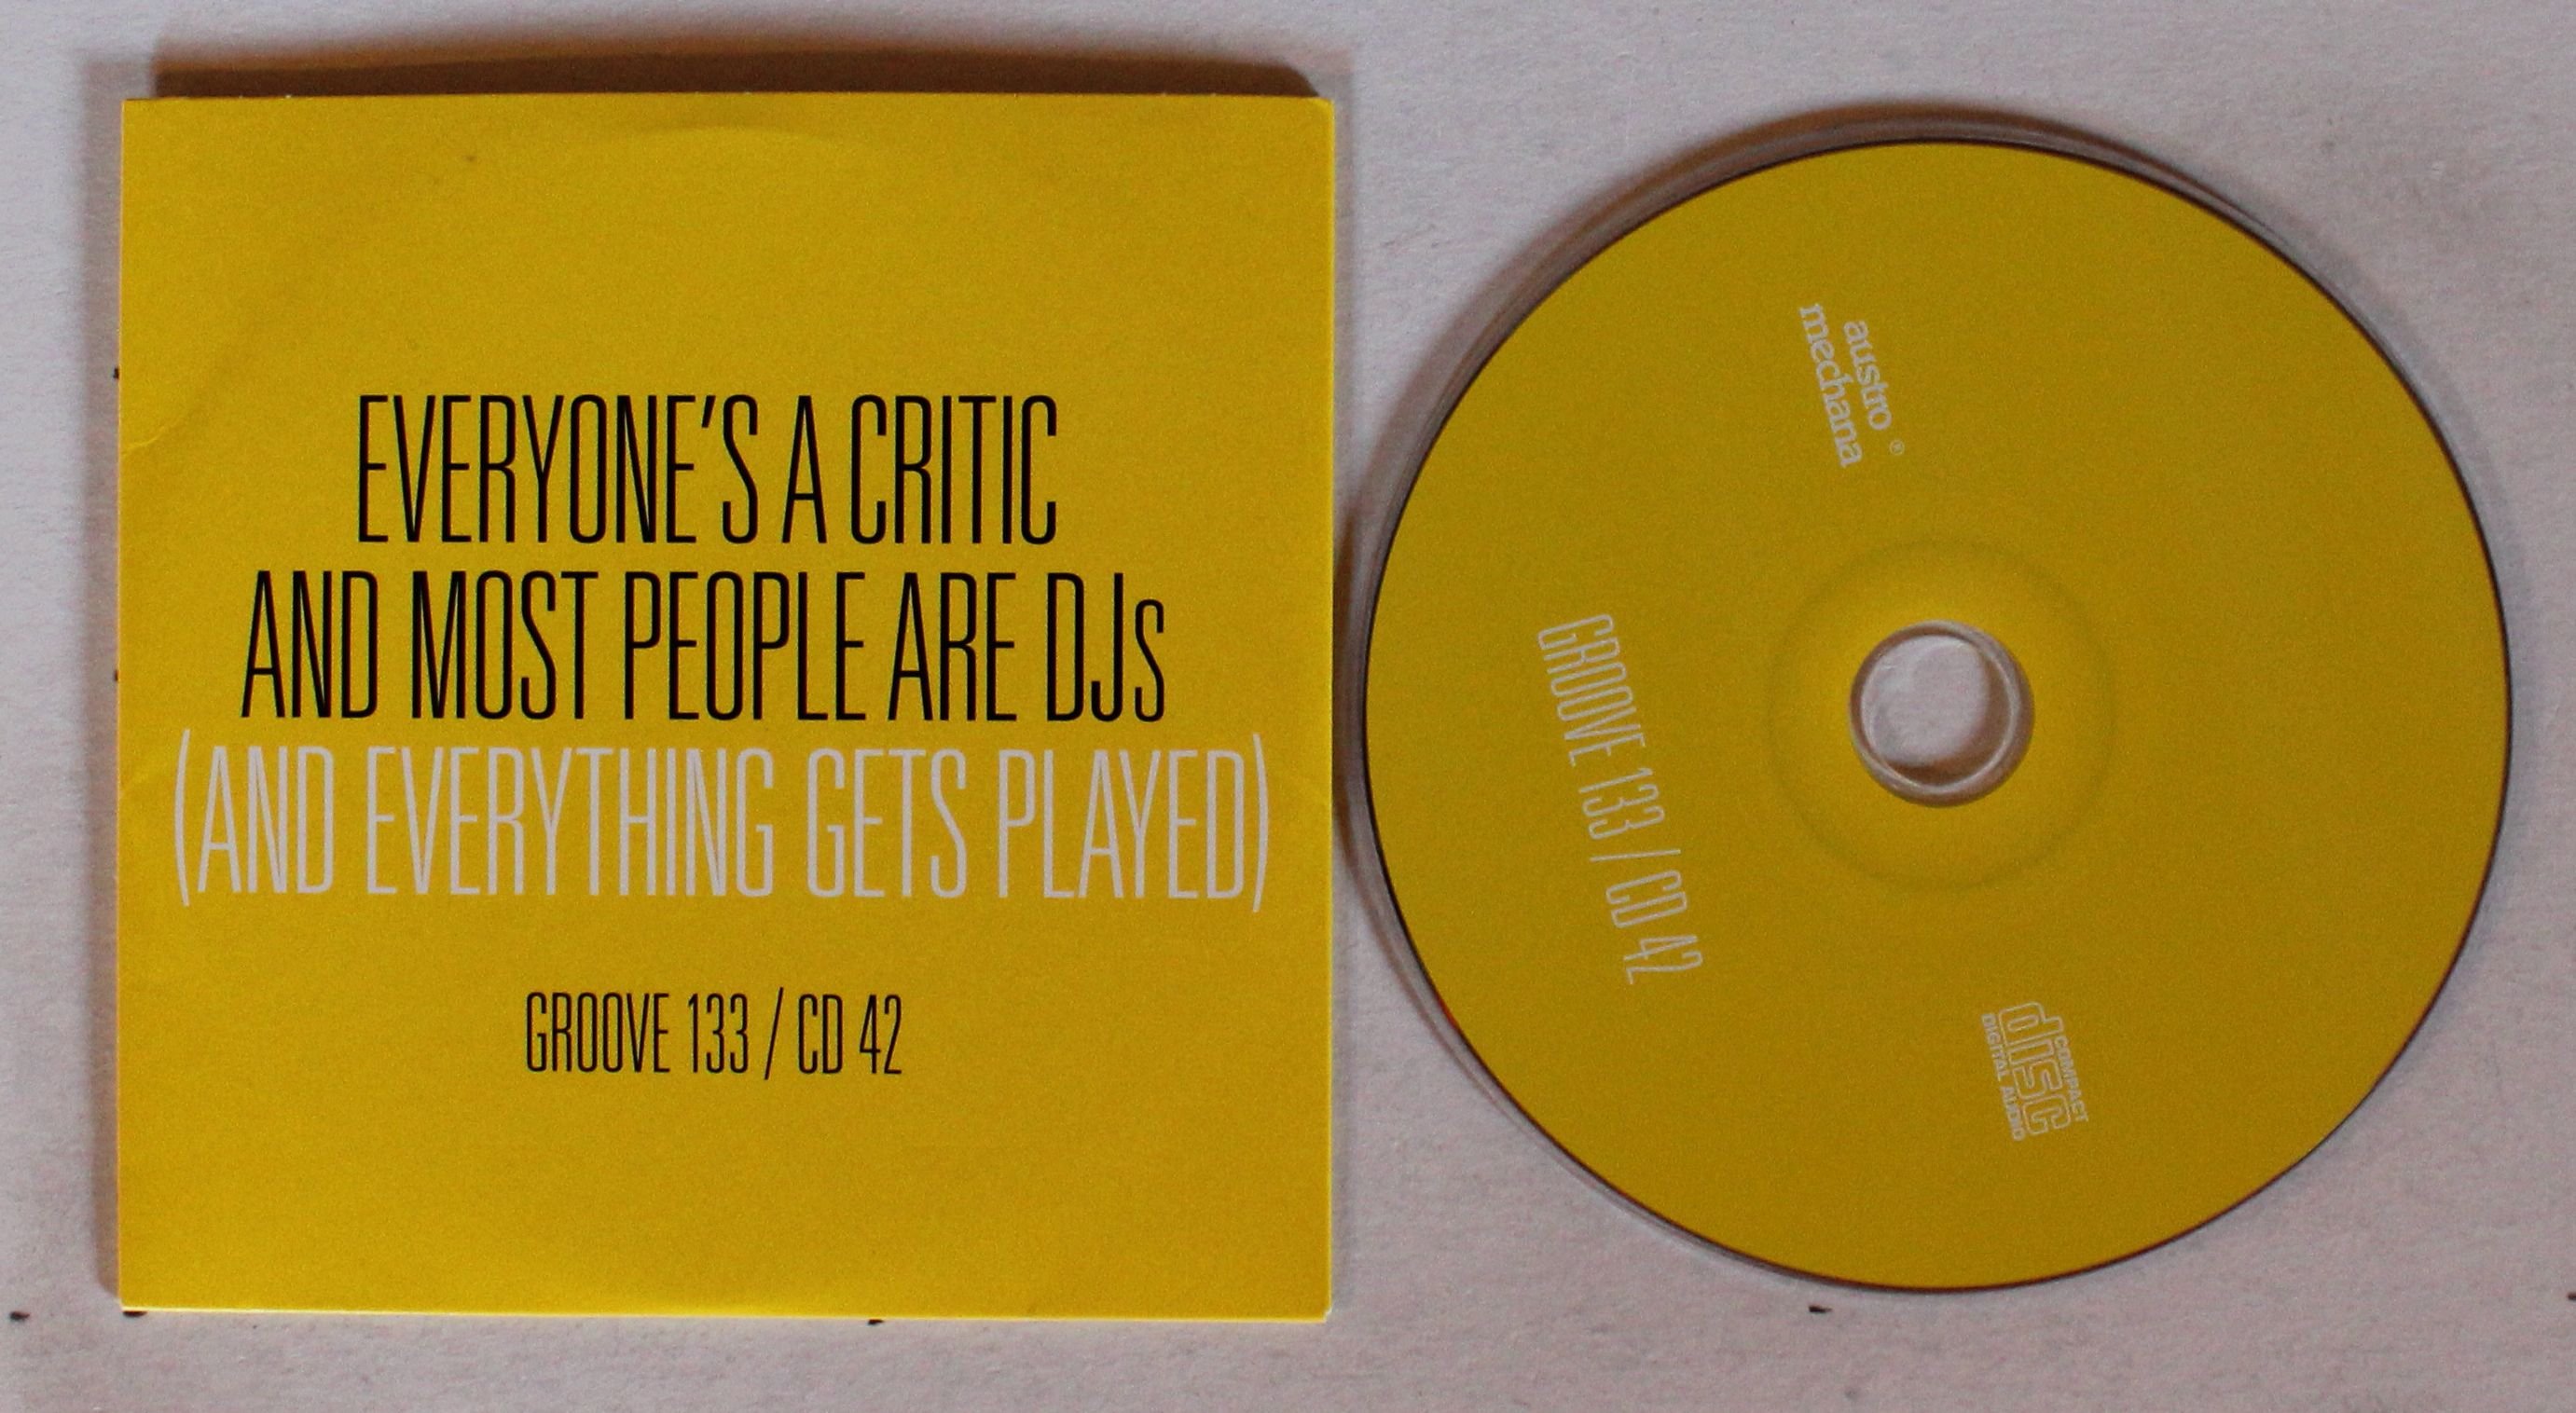 EVERYONE'S A CRITIC
AND MOST PEOPLE ARE DJs
(AND EVERYTHING GETS PLAYED)
GROOVE 133 / CD 42
austro
mechana ®
GROOVE 133 / CD 42
COMPACT
disc
DIGITAL AUDIO